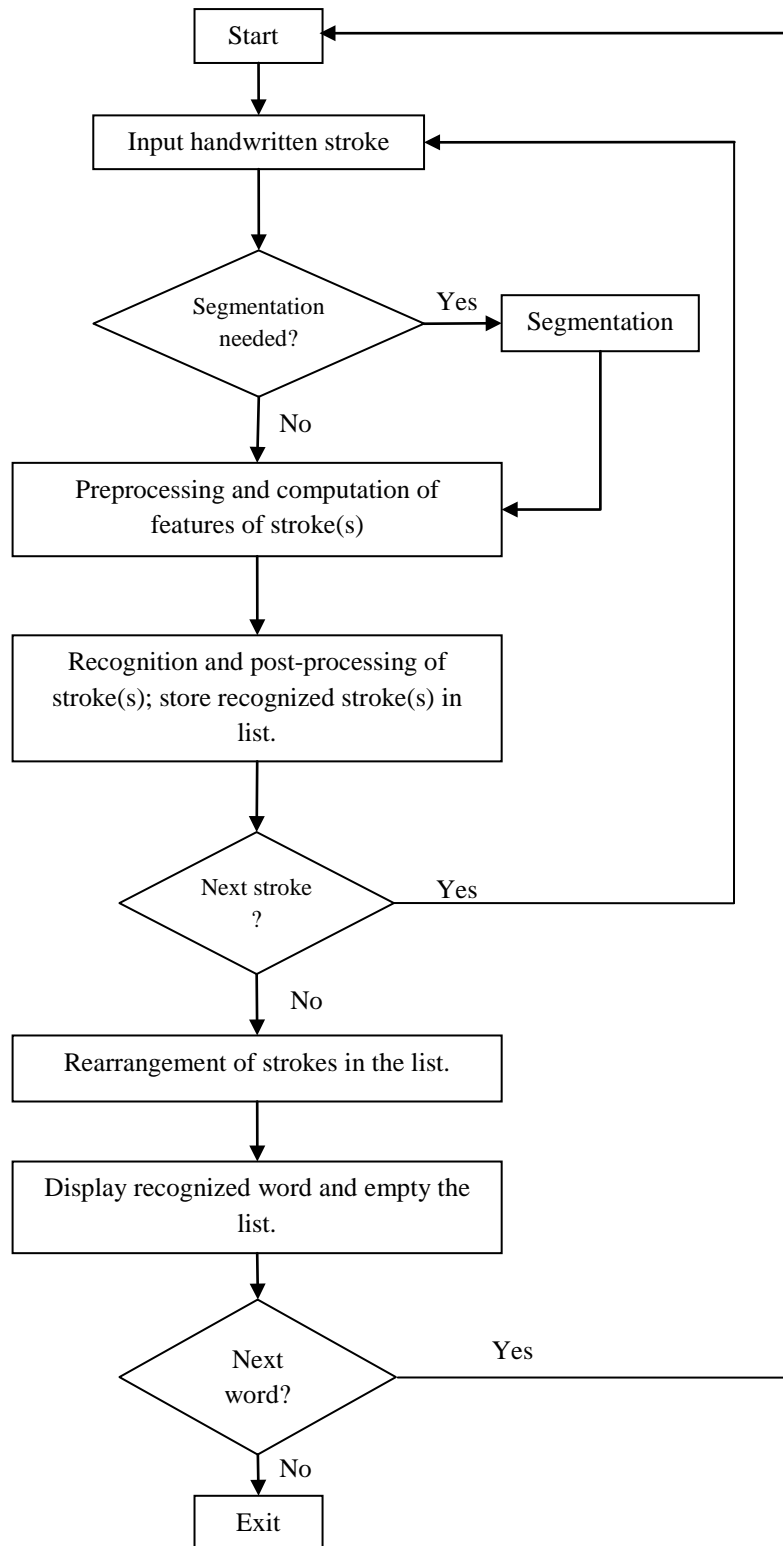 Start
Input handwritten stroke
Segmentation
needed?
Yes
Segmentation
No
Preprocessing and computation of
features of stroke(s)
Recognition and post-processing of
stroke(s); store recognized stroke(s) in
list.
Next stroke
?
Yes
No
Rearrangement of strokes in the list.
Display recognized word and empty the
list.
Next
word?
Yes
No
Exit